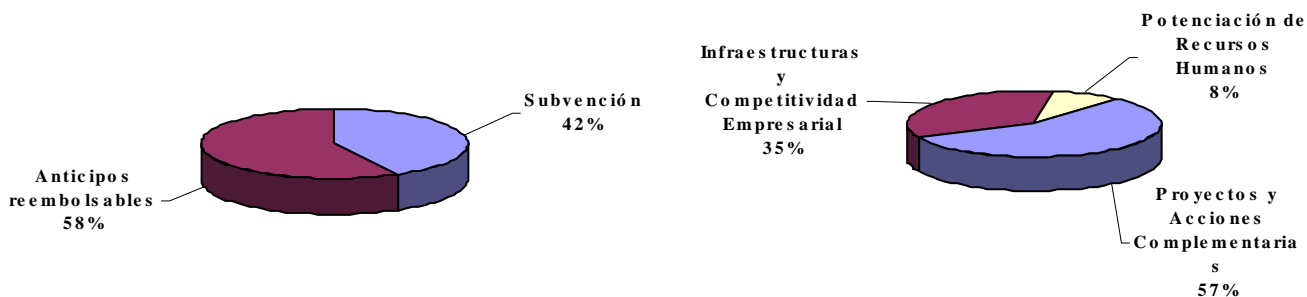 Subvención
42%
Anticipos
reembolsables
58%
Infraestructuras
y
Competitividad
Empresarial
35%
Potenciación de
Recursos
Humanos
8%
Proyectos y
Acciones
Complementaria
s
57%